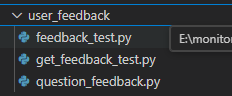 user_feedback
feedback_test.py
E:\monitor
get_feedback_test.py
question_feedback.py